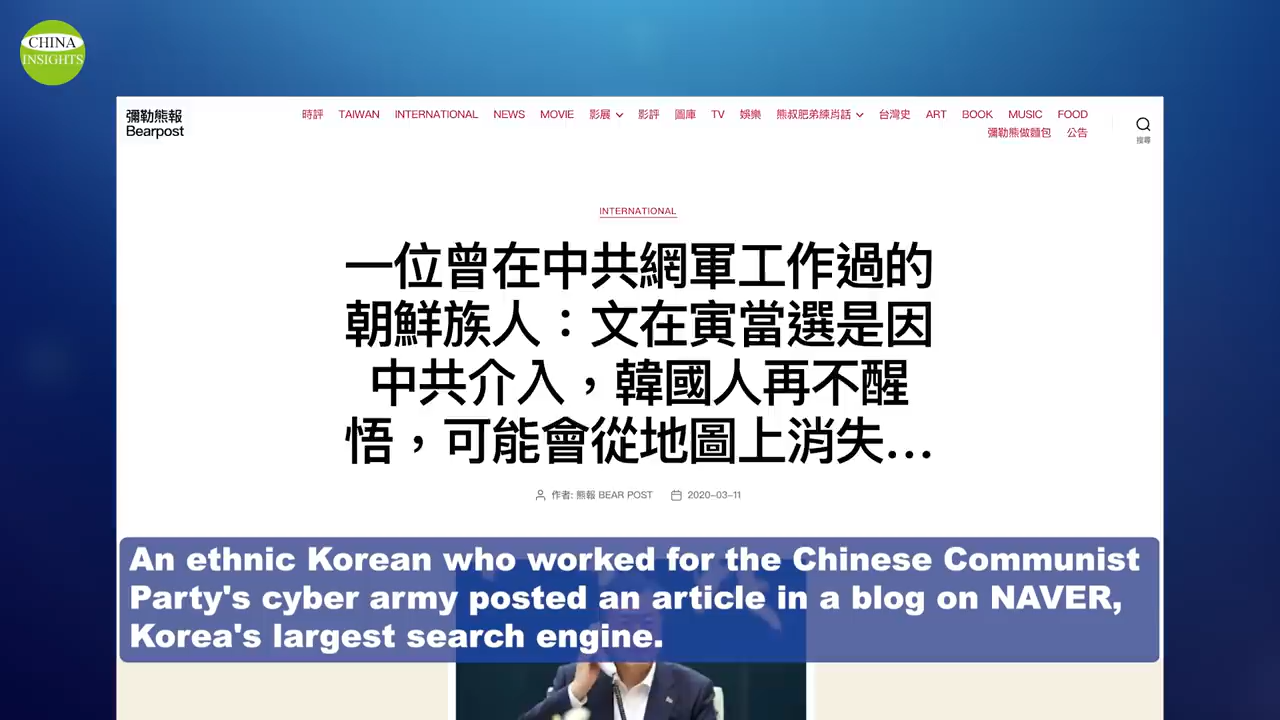 CHINA
INSIGHTS
彌勒熊報
Bearpost
時評 TAIWAN INTERNATIONAL NEWS MOVIE 影展 影評 圖庫 TV 娛樂 熊叔肥弟練肖話 台灣史 ART BOOK MUSIC FOOD
彌勒熊做麵包 公告
搜尋
INTERNATIONAL
一位曾在中共網軍工作過的
朝鮮族人：文在寅當選是因
中共介入，韓國人再不醒
悟，可能會從地圖上消失…
作者: 熊報 BEAR POST 2020-03-11
An ethnic Korean who worked for the Chinese Communist
Party's cyber army posted an article in a blog on NAVER,
Korea's largest search engine.